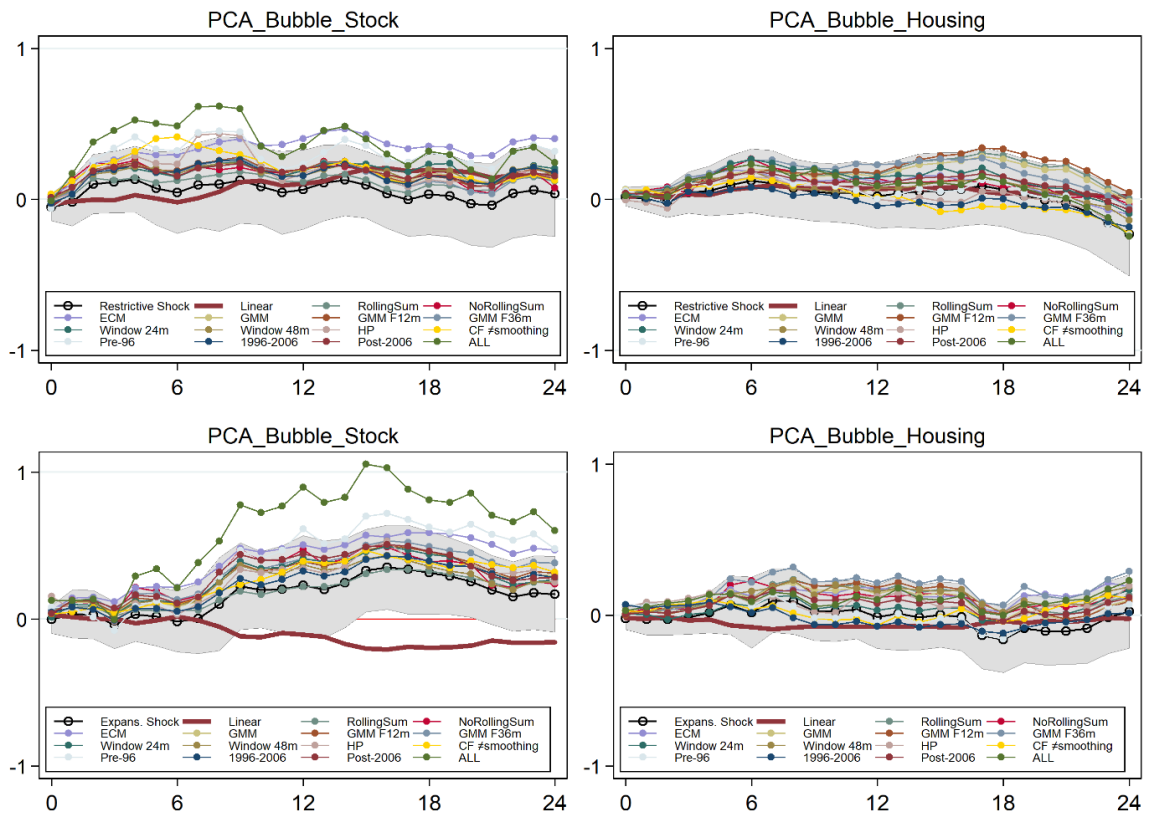 PCA_Bubble_Stock
1
0
-1
Restrictive Shock Linear RollingSum NoRollingSum
ECM GMM GMM F12m GMM F36m
Window 24m Window 48m HP CF ≠smoothing
Pre-96 1996-2006 Post-2006 ALL
0 6 12 18 24
PCA_Bubble_Housing
1
0
-1
Restrictive Shock Linear RollingSum NoRollingSum
ECM GMM GMM F12m GMM F36m
Window 24m Window 48m HP CF ≠smoothing
Pre-96 1996-2006 Post-2006 ALL
0 6 12 18 24
PCA_Bubble_Stock
1
0
-1
Expans. Shock Linear RollingSum NoRollingSum
ECM GMM GMM F12m GMM F36m
Window 24m Window 48m HP CF ≠smoothing
Pre-96 1996-2006 Post-2006 ALL
0 6 12 18 24
PCA_Bubble_Housing
1
0
-1
Expans. Shock Linear RollingSum NoRollingSum
ECM GMM GMM F12m GMM F36m
Window 24m Window 48m HP CF ≠smoothing
Pre-96 1996-2006 Post-2006 ALL
0 6 12 18 24